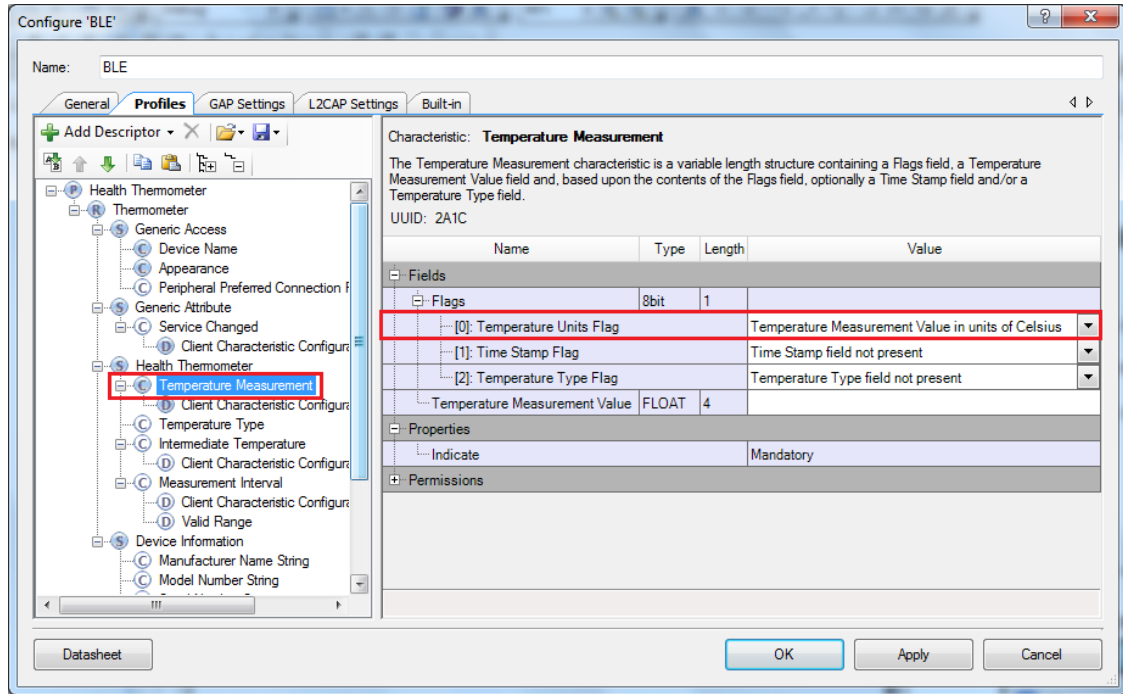 Configure 'BLE'
Name: BLE
General Profiles GAP Settings L2CAP Settings Built-in
Add Descriptor
Health Thermometer
Thermometer
Generic Access
Device Name
Appearance
Peripheral Preferred Connection
Generic Attribute
Service Changed
Client Characteristic Configura
Health Thermometer
Temperature Measurement
Client Characteristic Configura
Temperature Type
Intermediate Temperature
Client Characteristic Configura
Measurement Interval
Client Characteristic Configura
Valid Range
Device Information
Manufacturer Name String
Model Number String
Characteristic: Temperature Measurement
The Temperature Measurement characteristic is a variable length structure containing a Flags field, a Temperature
Measurement Value field and, based upon the contents of the Flags field, optionally a Time Stamp field and/or a
Temperature Type field.
UUID: 2A1C
Name Type Length Value
Fields
Flags 8bit 1
[0]: Temperature Units Flag Temperature Measurement Value in units of Celsius
[1]: Time Stamp Flag Time Stamp field not present
[2]: Temperature Type Flag Temperature Type field not present
Temperature Measurement Value FLOAT 4
Properties
Indicate Mandatory
Permissions
Datasheet OK Apply Cancel